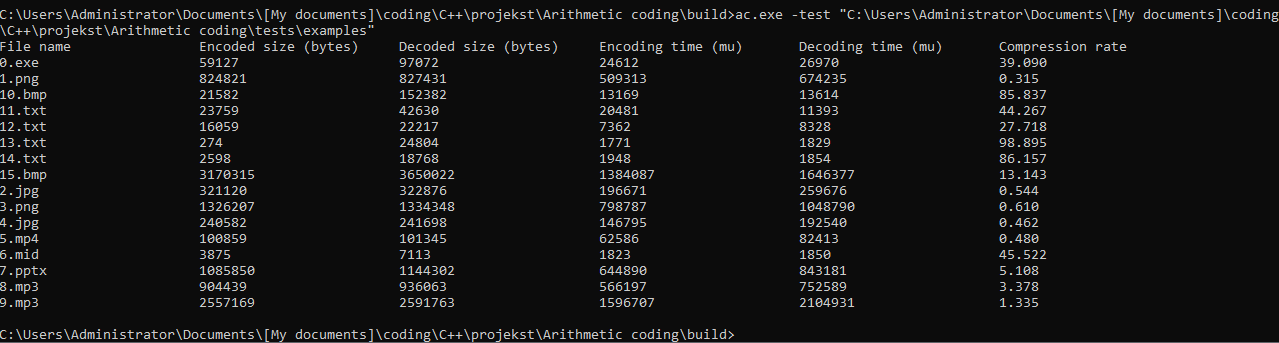 C:\Users\Administrator\Documents\[My documents]\coding\C++\projekst\Arithmetic coding\build>ac.exe -test "C:\Users\Administrator\Documents\[My documents]\coding
\C++\projekst\Arithmetic coding\tests\examples"
File name Encoded size (bytes) Decoded size (bytes) Encoding time (mu) Decoding time (mu) Compression rate
0.exe 59127 97072 24612 26970 39.090
1.png 824821 827431 509313 674235 0.315
10.bmp 21582 152382 13169 13614 85.837
11.txt 23759 42630 20481 11393 44.267
12.txt 16059 22217 7362 8328 27.718
13.txt 274 24804 1771 1829 98.895
14.txt 2598 18768 1948 1854 86.157
15.bmp 3170315 3650022 1384087 1646377 13.143
2.jpg 321120 322876 196671 259676 0.544
3.png 1326207 1334348 798787 1048790 0.610
4.jpg 240582 241698 146795 192540 0.462
5.mp4 100859 101345 62586 82413 0.480
6.mid 3875 7113 1823 1850 45.522
7.pptx 1085850 1144302 644890 843181 5.108
8.mp3 904439 936063 566197 752589 3.378
9.mp3 2557169 2591763 1596707 2104931 1.335
C:\Users\Administrator\Documents\[My documents]\coding\C++\projekst\Arithmetic coding\build>